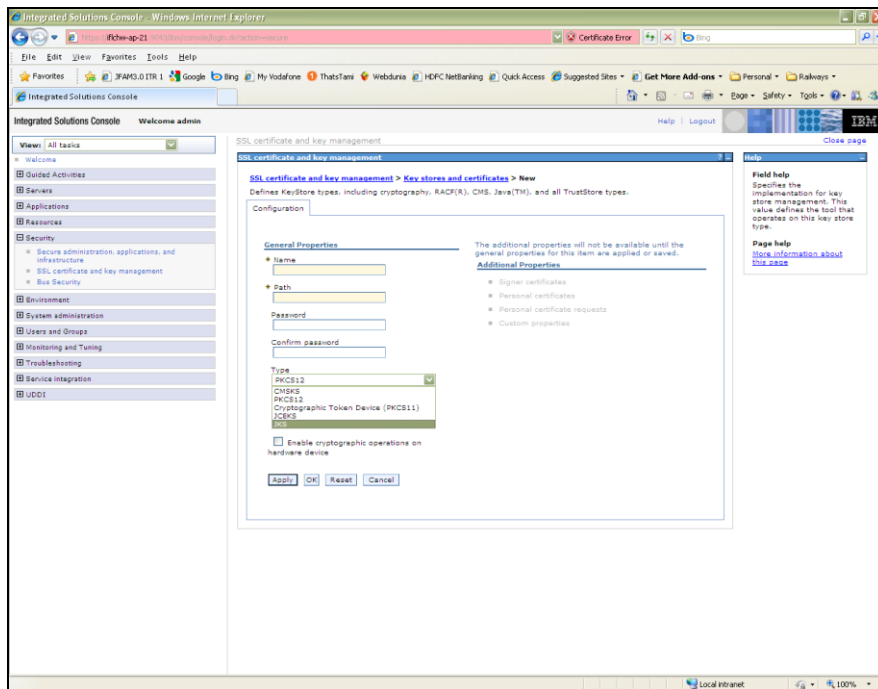 Integrated Solutions Console - Windows Internet Explorer
https://iflchw-ap-21:9043/ibm/console/login.do?action=secure
Certificate Error
Bing
File Edit View Favorites Tools Help
Favorites
JFAM3.0 ITR 1
Google
Bing
My Vodafone
ThatsTami
Webdunia
HDFC NetBanking
Quick Access
Suggested Sites
Get More Add-ons
Personal
Railways
Integrated Solutions Console
Page Safety Tools
Integrated Solutions Console Welcome admin
Help | Logout
IBM
View: All tasks
Welcome
Guided Activities
Servers
Applications
Resources
Security
Secure administration, applications, and infrastructure
SSL certificate and key management
Bus Security
Environment
System administration
Users and Groups
Monitoring and Tuning
Troubleshooting
Service integration
UDDI
SSL certificate and key management
Close page
SSL certificate and key management
? -
SSL certificate and key management > Key stores and certificates > New
Defines KeyStore types, including cryptography, RACF(R), CMS, Java(TM), and all TrustStore types.
Configuration
General Properties
* Name
* Path
Password
Confirm password
Type
PKCS12
CMSKS
PKCS12
Cryptographic Token Device (PKCS11)
JCEKS
JKS
Enable cryptographic operations on
hardware device
Apply OK Reset Cancel
The additional properties will not be available until the
general properties for this item are applied or saved.
Additional Properties
Signer certificates
Personal certificates
Personal certificate requests
Custom properties
Help
Field help
Specifies the
implementation for key
store management. This
value defines the tool that
operates on this key store
type.
Page help
More information about
this page
Local intranet
100%